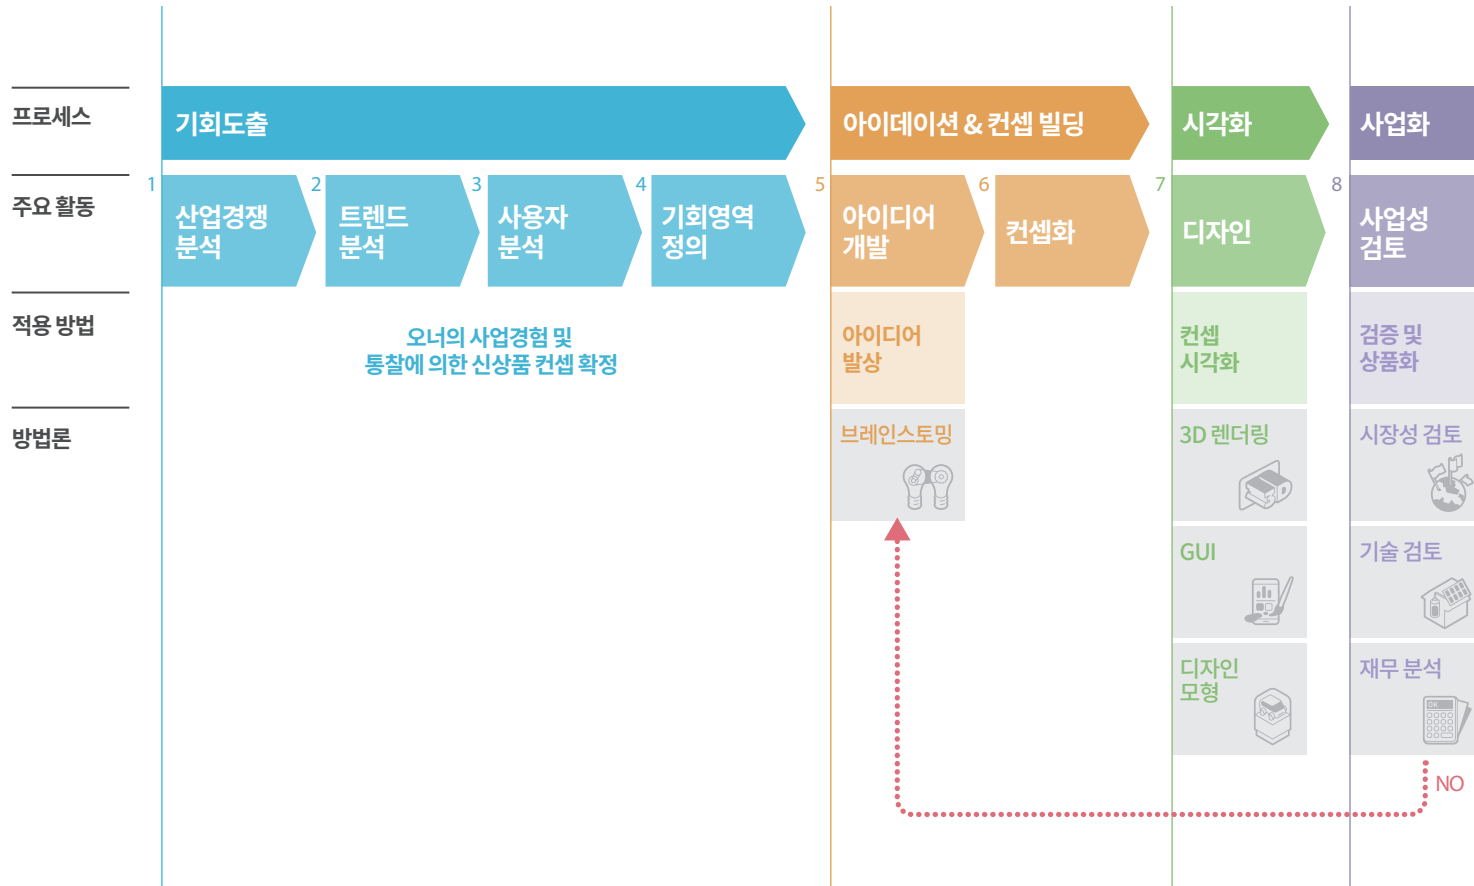 프로세스
기회도출
아이데이션 & 컨셉 빌딩
시각화
사업화
주요 활동
1
산업경쟁
분석
2
트렌드
분석
3
사용자
분석
4
기회영역
정의
5
아이디어
개발
6
컨셉화
7
디자인
8
사업성
검토
적용 방법
오너의 사업경험 및
통찰에 의한 신상품 컨셉 확정
아이디어
발상
컨셉
시각화
검증 및
상품화
방법론
브레인스토밍
3D 렌더링
시장성 검토
GUI
기술 검토
디자인
모형
재무 분석
OK
NO